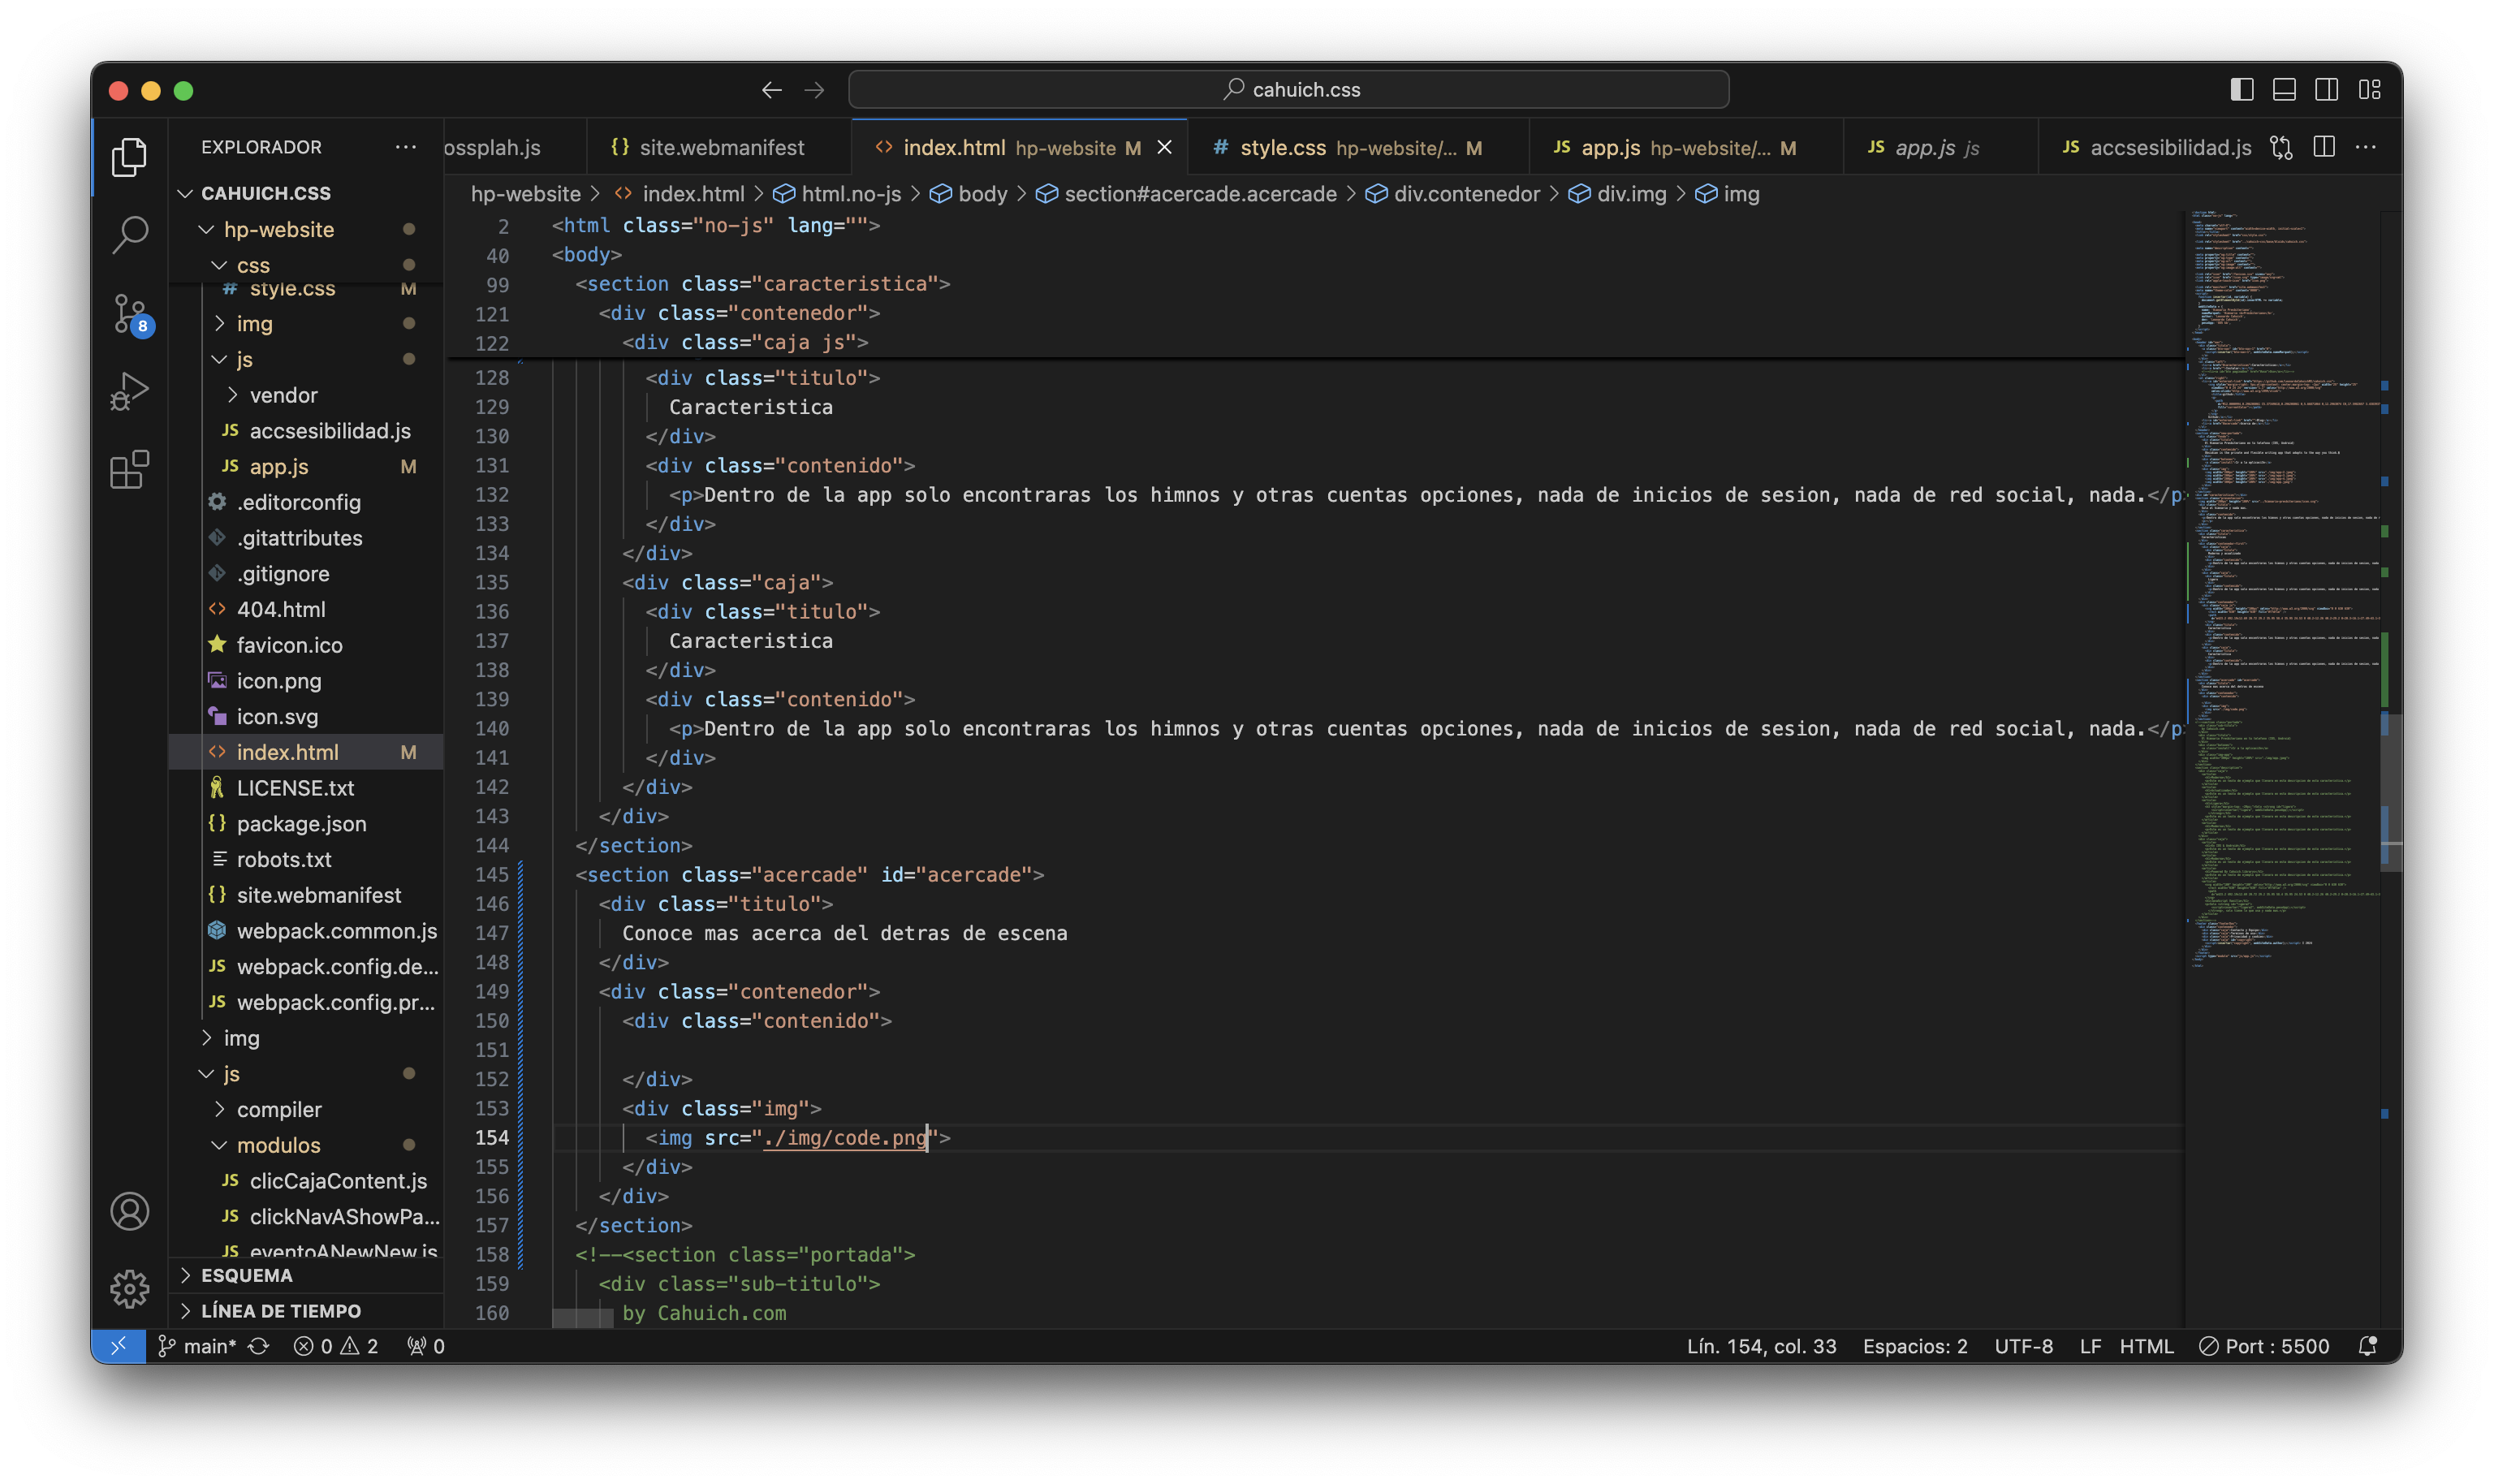 cahuich.css
EXPLORADOR
ossplah.js
{} site.webmanifest
<> index.html hp-website M
# style.css hp-website/... M
JS app.js hp-website/... M
JS app.js js
JS accsesibilidad.js
CAHUICH.CSS
hp-website
css
# style.css M
img
js
vendor
JS accsesibilidad.js
JS app.js M
.editorconfig
.gitattributes
.gitignore
<> 404.html
favicon.ico
icon.png
icon.svg
<> index.html M
LICENSE.txt
{} package.json
robots.txt
{} site.webmanifest
webpack.common.js
JS webpack.config.de...
JS webpack.config.pr...
img
js
compiler
modulos
JS clicCajaContent.js
JS clickNavAShowPa...
JS eventoANewNew.js
ESQUEMA
LÍNEA DE TIEMPO
8
hp-website > <> index.html > html.no-js > body > section#acercade.acercade > div.contenedor > div.img > img
2 <html class="no-js" lang="">
40 <body>
99 <section class="caracteristica">
121 <div class="contenedor">
122 <div class="caja js">
128 <div class="titulo">
129 Caracteristica
130 </div>
131 <div class="contenido">
132 <p>Dentro de la app solo encontraras los himnos y otras cuentas opciones, nada de inicios de sesion, nada de red social, nada.</p
133 </div>
134 </div>
135 <div class="caja">
136 <div class="titulo">
137 Caracteristica
138 </div>
139 <div class="contenido">
140 <p>Dentro de la app solo encontraras los himnos y otras cuentas opciones, nada de inicios de sesion, nada de red social, nada.</p
141 </div>
142 </div>
143 </div>
144 </section>
145 <section class="acercade" id="acercade">
146 <div class="titulo">
147 Conoce mas acerca del detras de escena
148 </div>
149 <div class="contenedor">
150 <div class="contenido">
151
152 </div>
153 <div class="img">
154 <img src="./img/code.png">
155 </div>
156 </div>
157 </section>
158 <!--<section class="portada">
159 <div class="sub-titulo">
160 by Cahuich.com
main* 0 2 0
Lín. 154, col. 33 Espacios: 2 UTF-8 LF HTML Port : 5500